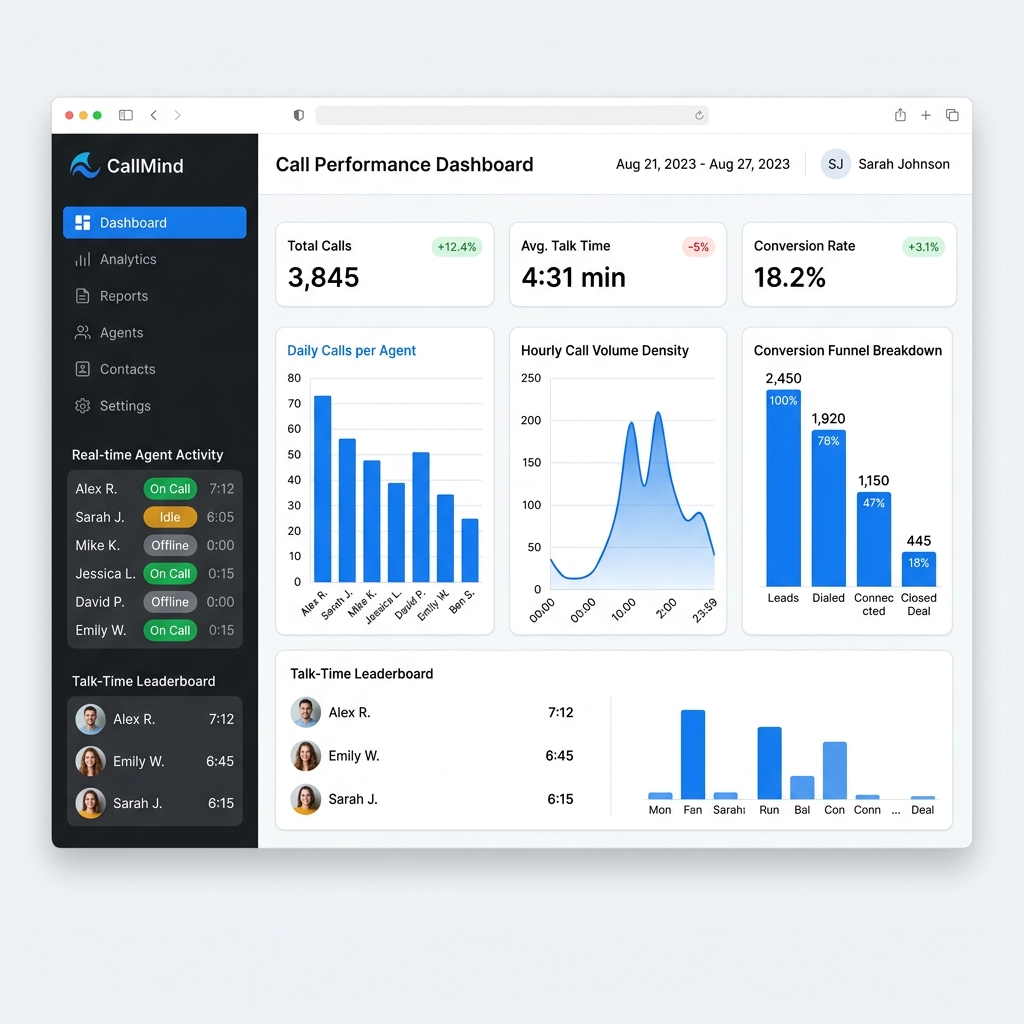 CallMind
Dashboard
Analytics
Reports
Agents
Contacts
Settings
Real-time Agent Activity
Alex R. On Call 7:12
Sarah J. Idle 6:05
Mike K. Offline 0:00
Jessica L. On Call 0:15
David P. Offline 0:00
Emily W. On Call 0:15
Talk-Time Leaderboard
Alex R. 7:12
Emily W. 6:45
Sarah J. 6:15
Call Performance Dashboard
Aug 21, 2023 - Aug 27, 2023
SJ Sarah Johnson
Total Calls +12.4%
3,845
Avg. Talk Time -5%
4:31 min
Conversion Rate +3.1%
18.2%
Daily Calls per Agent
80
70
60
50
40
30
20
10
0
Alex R. Sarah J. Mike K. Jessica L. David P. Emily W. Ben S.
Hourly Call Volume Density
250
200
150
100
50
0
00:00 00:00 10:00 2:00 23:59
Conversion Funnel Breakdown
2,450
100%
1,920
78%
1,150
47%
445
18%
Leads Dialed Connec
cted
Closed
Deal
Talk-Time Leaderboard
Alex R. 7:12
Emily W. 6:45
Sarah J. 6:15
Mon Fan Sarah: Run Bal Con Conn ... Deal